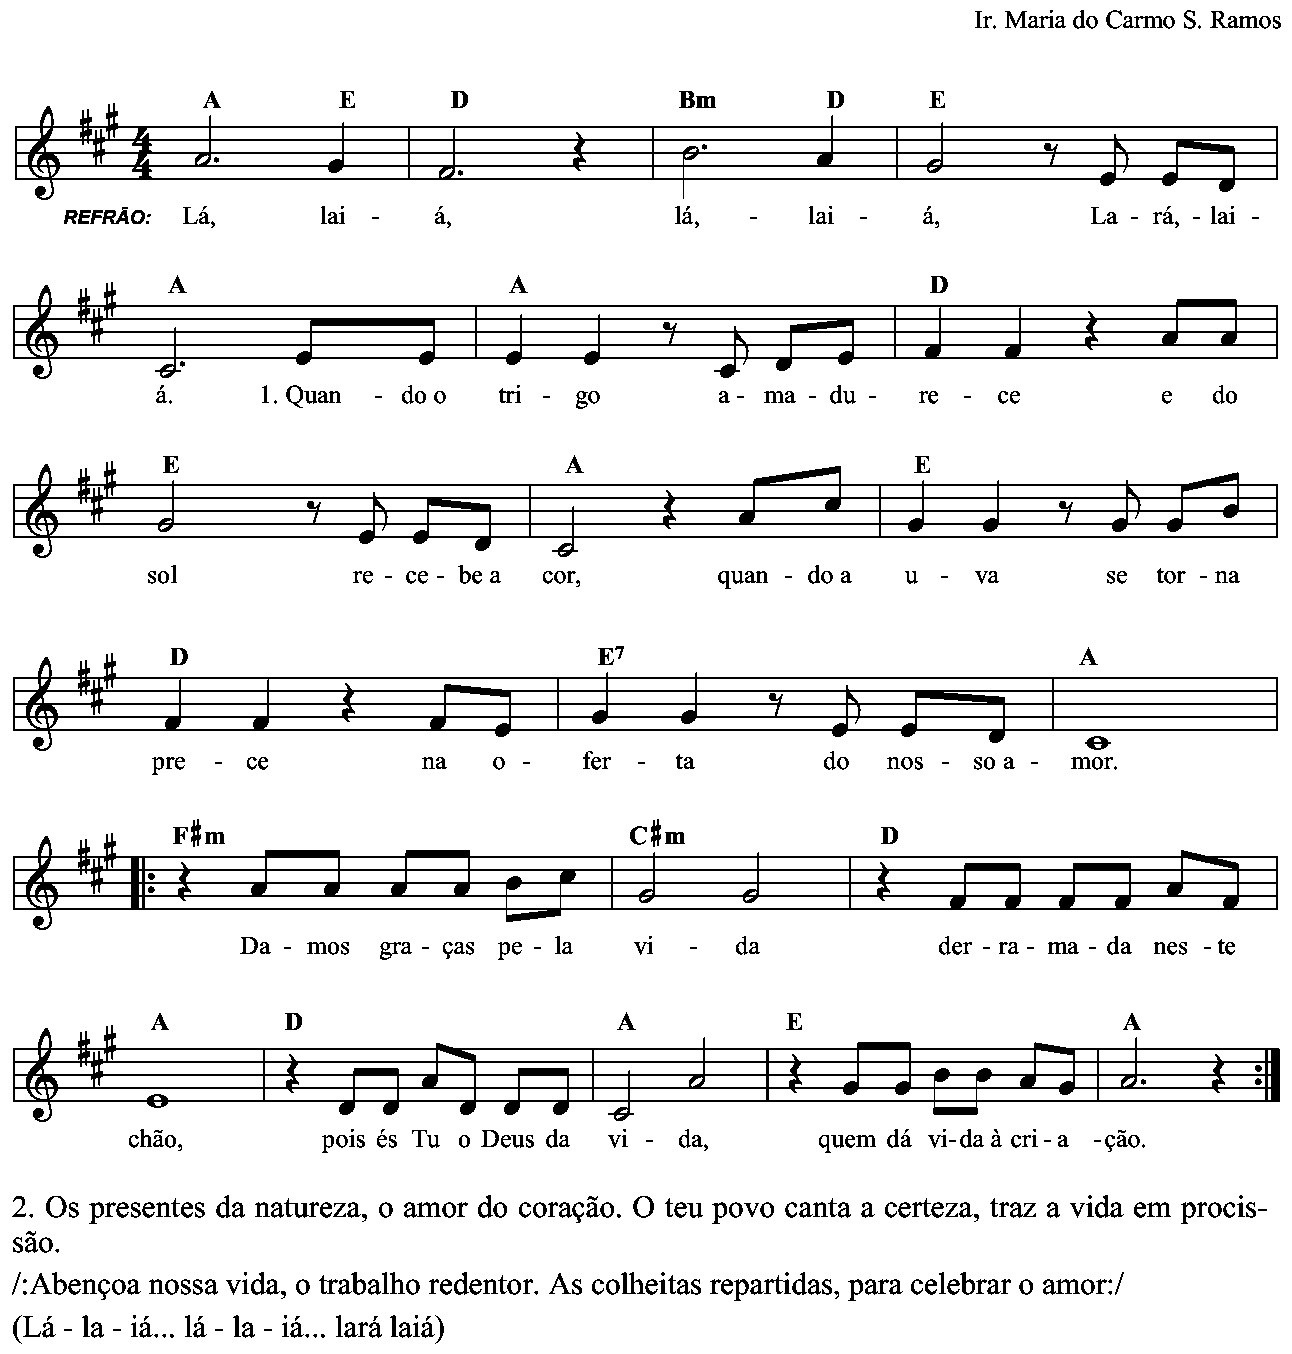 Ir. Maria do Carmo S. Ramos
A E D Bm D E
4/4
REFRÃO: Lá, lai - á, lá, - lai - á, La - rá, - lai -
A A D
á. 1. Quan - do o tri - go a - ma - du - re - ce e do
E A E
sol re - ce - be a cor, quan - do a u - va se tor - na
D E7 A
pre - ce na o - fer - ta do nos - so a - mor.
F♯m C♯m D
Da - mos gra - ças pe - la vi - da der - ra - ma - da nes - te
A D A E A
chão, pois és Tu o Deus da vi - da, quem dá vi - da à cri - a -ção.
2. Os presentes da natureza, o amor do coração. O teu povo canta a certeza, traz a vida em procis-
são.
/:Abençoa nossa vida, o trabalho redentor. As colheitas repartidas, para celebrar o amor:/
(Lá - la - iá... lá - la - iá... lará laiá)